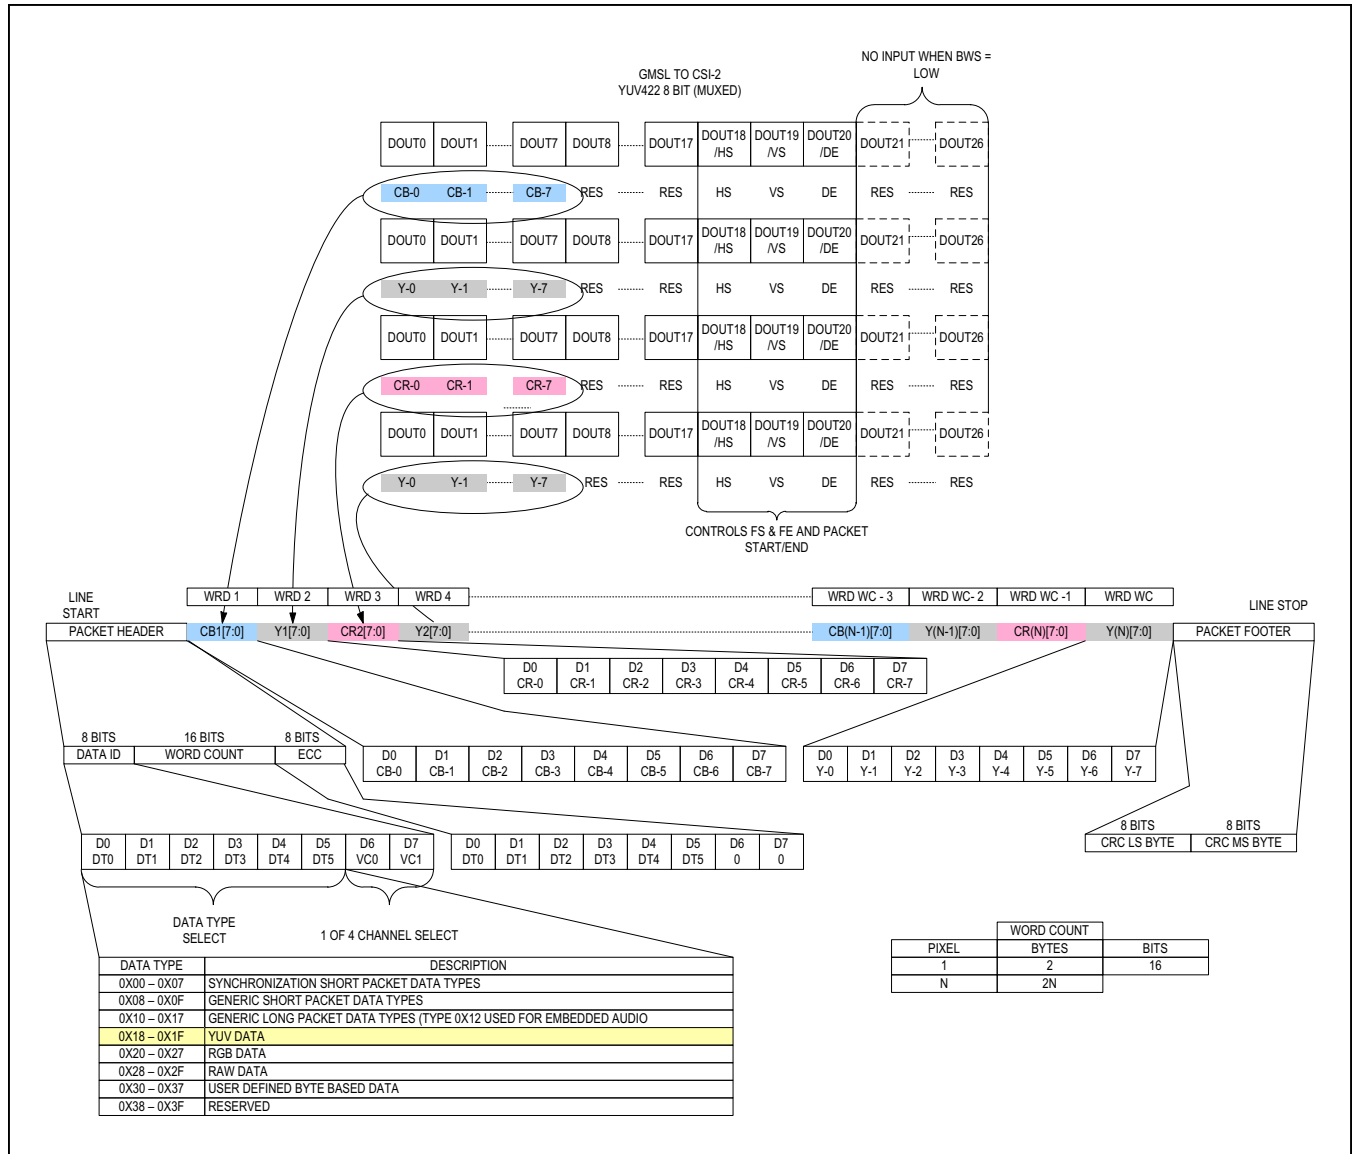 NO INPUT WHEN BWS =
LOW
GMSL TO CSI-2
YUV422 8 BIT (MUXED)
DOUT0 DOUT1 DOUT7 DOUT8 DOUT17 DOUT18 /HS DOUT19 /VS DOUT20 /DE DOUT21 DOUT26
CB-0 CB-1 CB-7 RES RES HS VS DE RES RES
DOUT0 DOUT1 DOUT7 DOUT8 DOUT17 DOUT18 /HS DOUT19 /VS DOUT20 /DE DOUT21 DOUT26
Y-0 Y-1 Y-7 RES RES HS VS DE RES RES
DOUT0 DOUT1 DOUT7 DOUT8 DOUT17 DOUT18 /HS DOUT19 /VS DOUT20 /DE DOUT21 DOUT26
CR-0 CR-1 CR-7 RES RES HS VS DE RES RES
DOUT0 DOUT1 DOUT7 DOUT8 DOUT17 DOUT18 /HS DOUT19 /VS DOUT20 /DE DOUT21 DOUT26
Y-0 Y-1 Y-7 RES RES HS VS DE RES RES
CONTROLS FS & FE AND PACKET
START/END
LINE
START
WRD 1 WRD 2 WRD 3 WRD 4 WRD WC - 3 WRD WC- 2 WRD WC -1 WRD WC
LINE STOP
PACKET HEADER CB1[7:0] Y1[7:0] CR2[7:0] Y2[7:0] CB(N-1)[7:0] Y(N-1)[7:0] CR(N)[7:0] Y(N)[7:0] PACKET FOOTER
D0 D1 D2 D3 D4 D5 D6 D7
CR-0 CR-1 CR-2 CR-3 CR-4 CR-5 CR-6 CR-7
8 BITS 16 BITS 8 BITS
DATA ID WORD COUNT ECC
D0 D1 D2 D3 D4 D5 D6 D7
CB-0 CB-1 CB-2 CB-3 CB-4 CB-5 CB-6 CB-7
D0 D1 D2 D3 D4 D5 D6 D7
Y-0 Y-1 Y-2 Y-3 Y-4 Y-5 Y-6 Y-7
D0 D1 D2 D3 D4 D5 D6 D7
DT0 DT1 DT2 DT3 DT4 DT5 VC0 VC1
D0 D1 D2 D3 D4 D5 D6 D7
DT0 DT1 DT2 DT3 DT4 DT5 0 0
8 BITS 8 BITS
CRC LS BYTE CRC MS BYTE
DATA TYPE
SELECT
1 OF 4 CHANNEL SELECT
WORD COUNT
PIXEL BYTES BITS
1 2 16
N 2N
DATA TYPE DESCRIPTION
0X00 – 0X07 SYNCHRONIZATION SHORT PACKET DATA TYPES
0X08 – 0X0F GENERIC SHORT PACKET DATA TYPES
0X10 – 0X17 GENERIC LONG PACKET DATA TYPES (TYPE 0X12 USED FOR EMBEDDED AUDIO
0X18 – 0X1F YUV DATA
0X20 – 0X27 RGB DATA
0X28 – 0X2F RAW DATA
0X30 – 0X37 USER DEFINED BYTE BASED DATA
0X38 – 0X3F RESERVED